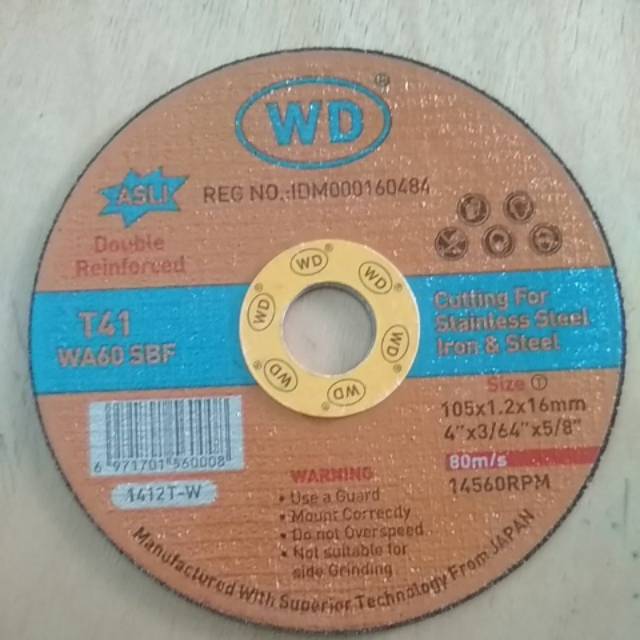 WD
®
ASLI
REG NO.:IDM000160484
Double
Reinforced
T41
WA60 SBF
Cutting For
Stainless Steel
Iron & Steel
Size T
105x1.2x16mm
4"x3/64"x5/8"
80m/s
14560RPM
6 971701 560008
1412T-W
WARNING
• Use a Guard
• Mount Correctly
• Do not Overspeed
• Not suitable for
side Grinding
Manufactured With Superior Technology From JAPAN
WD®
WD®
WD®
WD®
WD®
WD®